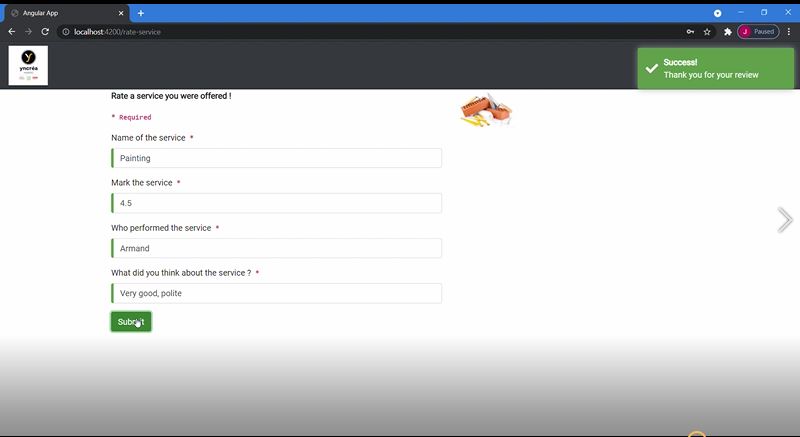 Angular App
localhost:4200/rate-service
J Paused
yncréa
Success!
Thank you for your review
Rate a service you were offered !
* Required
Name of the service *
Painting
Mark the service *
4.5
Who performed the service *
Armand
What did you think about the service ? *
Very good, polite
Submit